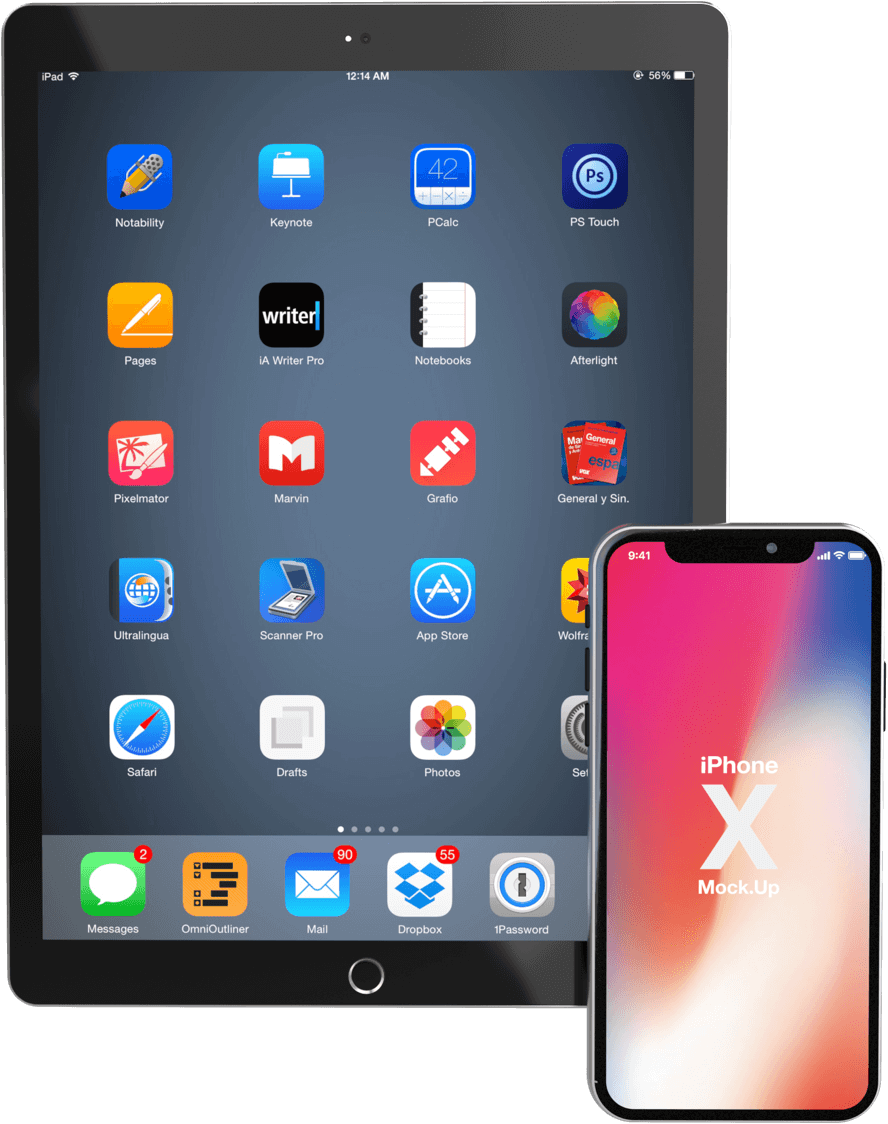 iPad
12:14 AM
56%
42
Ps
Notability
Keynote
PCalc
PS Touch
writer
Pages
iA Writer Pro
Notebooks
Afterlight
General
espa
Pixelmator
Marvin
Grafio
General y Sin.
Ultralingua
Scanner Pro
App Store
Wolfra
Safari
Drafts
Photos
Set
2
90
55
Messages
OmniOutliner
Mail
Dropbox
1Password
9:41
iPhone
X
Mock.Up